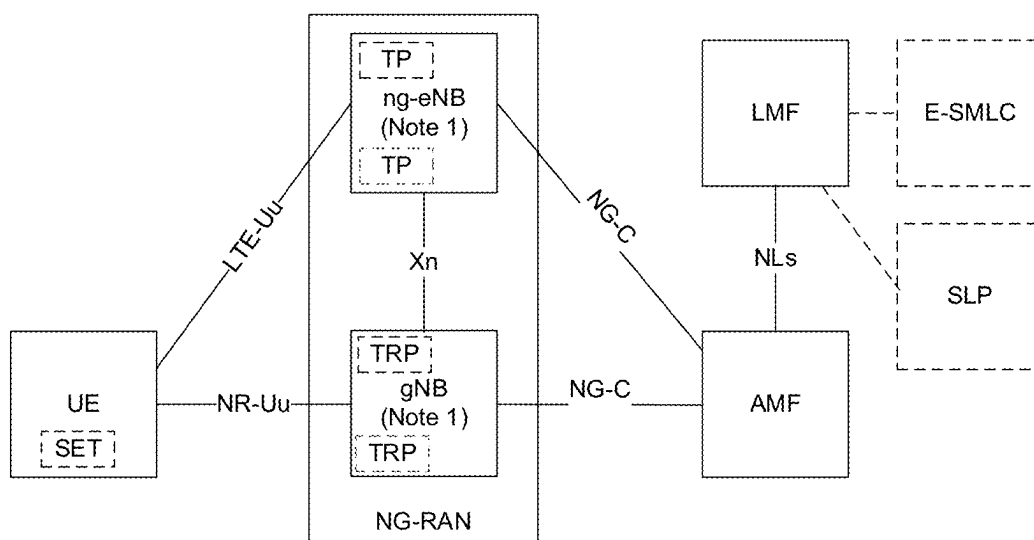 TP
ng-eNB
(Note 1)
TP
LMF
E-SMLC
LTE-Uu
Xn
NG-C
NLs
SLP
UE
SET
NR-Uu
TRP
gNB
(Note 1)
TRP
NG-C
AMF
NG-RAN